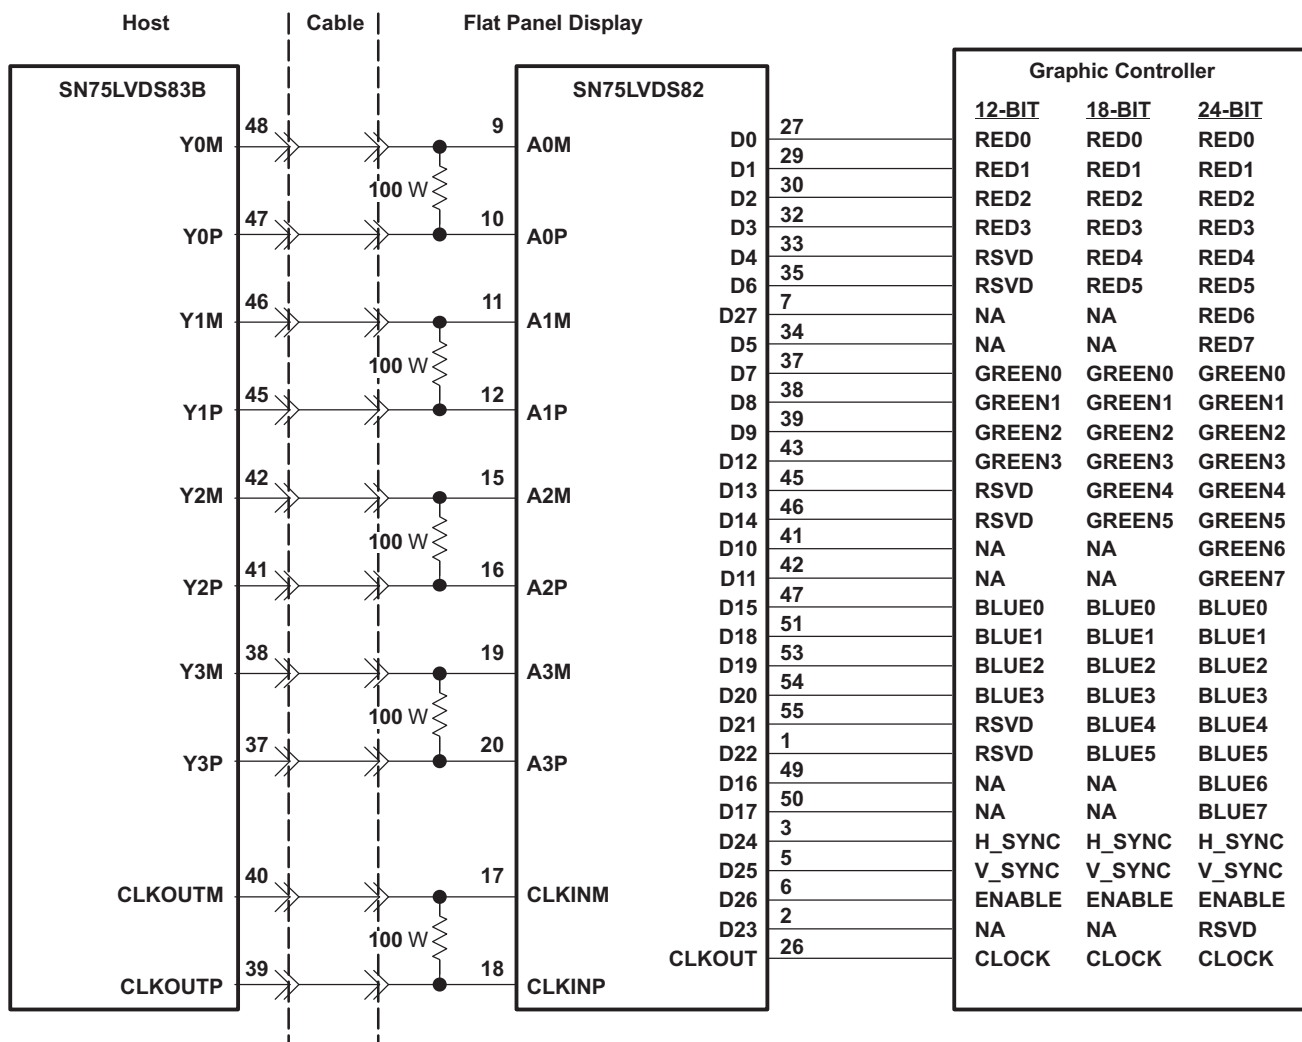 Host Cable Flat Panel Display
SN75LVDS83B
Y0M 48
Y0P 47
Y1M 46
Y1P 45
Y2M 42
Y2P 41
Y3M 38
Y3P 37
CLKOUTM 40
CLKOUTP 39
100 W
100 W
100 W
100 W
100 W
SN75LVDS82
9 A0M
10 A0P
11 A1M
12 A1P
15 A2M
16 A2P
19 A3M
20 A3P
17 CLKINM
18 CLKINP
D0 27
D1 29
D2 30
D3 32
D4 33
D6 35
D27 7
D5 34
D7 37
D8 38
D9 39
D12 43
D13 45
D14 46
D10 41
D11 42
D15 47
D18 51
D19 53
D20 54
D21 55
D22 1
D16 49
D17 50
D24 3
D25 5
D26 6
D23 2
CLKOUT 26
Graphic Controller
12-BIT 18-BIT 24-BIT
RED0 RED0 RED0
RED1 RED1 RED1
RED2 RED2 RED2
RED3 RED3 RED3
RSVD RED4 RED4
RSVD RED5 RED5
NA NA RED6
NA NA RED7
GREEN0 GREEN0 GREEN0
GREEN1 GREEN1 GREEN1
GREEN2 GREEN2 GREEN2
GREEN3 GREEN3 GREEN3
RSVD GREEN4 GREEN4
RSVD GREEN5 GREEN5
NA NA GREEN6
NA NA GREEN7
BLUE0 BLUE0 BLUE0
BLUE1 BLUE1 BLUE1
BLUE2 BLUE2 BLUE2
BLUE3 BLUE3 BLUE3
RSVD BLUE4 BLUE4
RSVD BLUE5 BLUE5
NA NA BLUE6
NA NA BLUE7
H_SYNC H_SYNC H_SYNC
V_SYNC V_SYNC V_SYNC
ENABLE ENABLE ENABLE
NA NA RSVD
CLOCK CLOCK CLOCK